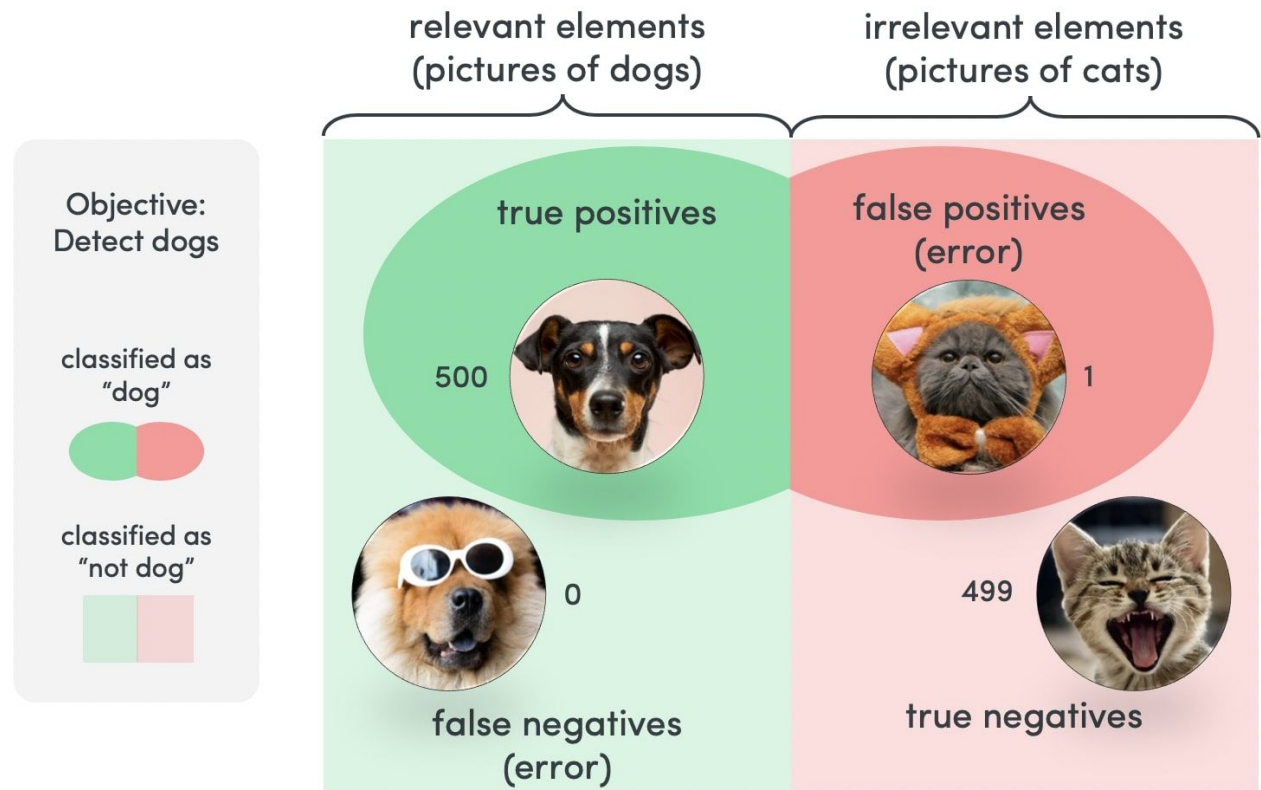 relevant elements
(pictures of dogs)
irrelevant elements
(pictures of cats)
Objective:
Detect dogs
classified as
“dog”
classified as
“not dog”
true positives
500
false positives
(error)
1
0
false negatives
(error)
499
true negatives